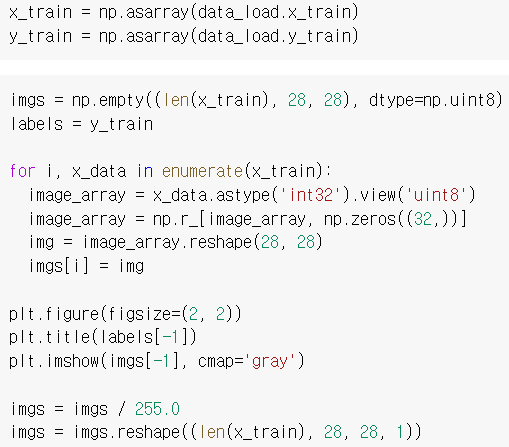 x_train = np.asarray(data_load.x_train)
y_train = np.asarray(data_load.y_train)
imgs = np.empty((len(x_train), 28, 28), dtype=np.uint8)
labels = y_train
for i, x_data in enumerate(x_train):
  image_array = x_data.astype('int32').view('uint8')
  image_array = np.r_[image_array, np.zeros((32,))]
  img = image_array.reshape(28, 28)
  imgs[i] = img
plt.figure(figsize=(2, 2))
plt.title(labels[-1])
plt.imshow(imgs[-1], cmap='gray')
imgs = imgs / 255.0
imgs = imgs.reshape((len(x_train), 28, 28, 1))